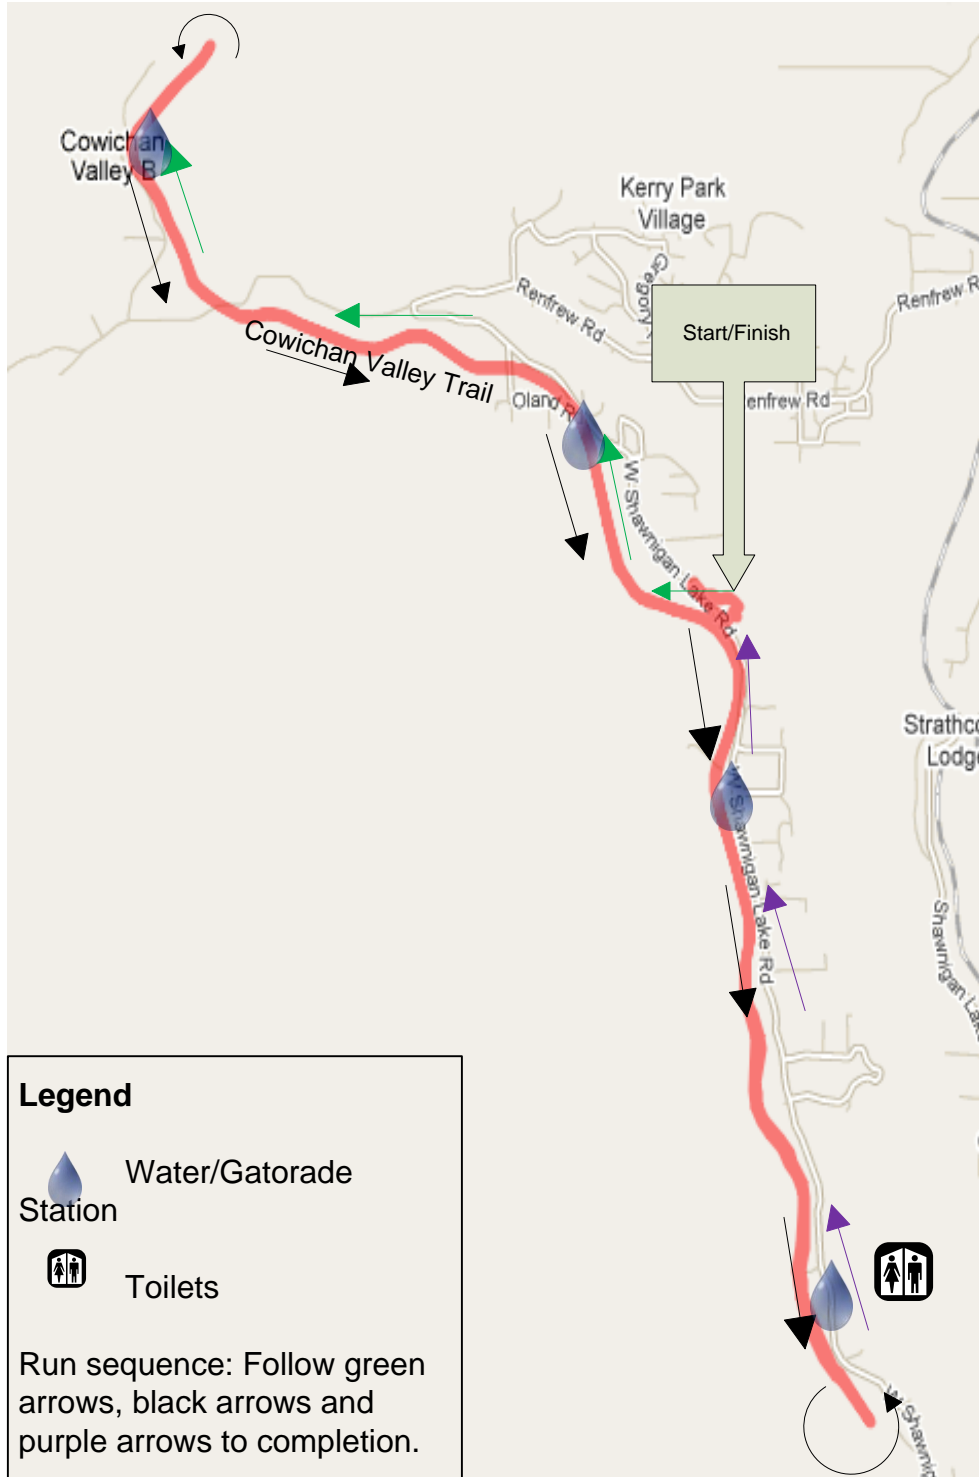 Cowichan
Valley B
Kerry Park
Village
Gregory
Renfrew Rd
Renfrew R
Start/Finish
Cowichan Valley Trail
Oland R
enfrew Rd
W Shawnigan Lake Rd
Strathco
Lodge
W Shawnigan Lake Rd
Shawnigan Lake
Legend
Water/Gatorade
Station
Toilets
Run sequence: Follow green
arrows, black arrows and
purple arrows to completion.
W Shawnig